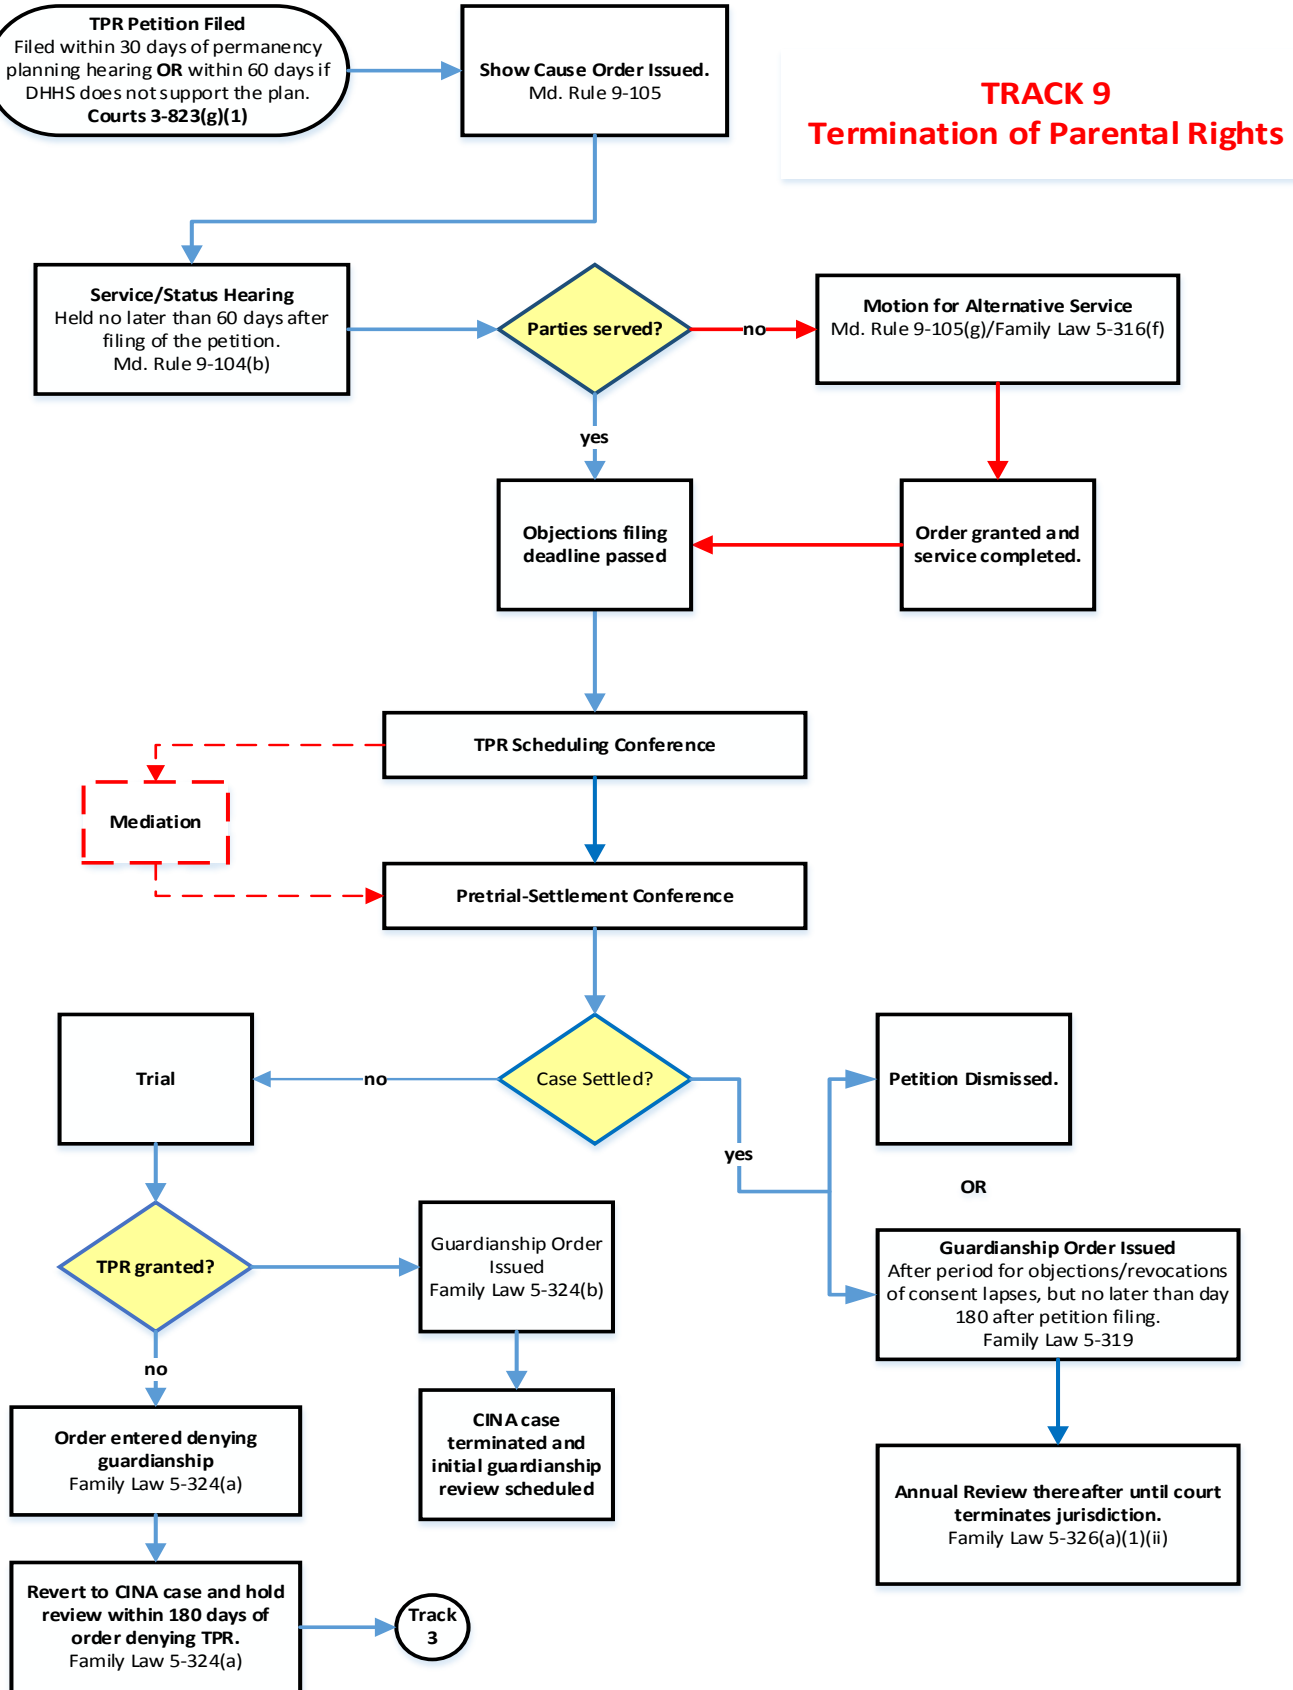 TPR Petition Filed
Filed within 30 days of permanency
planning hearing OR within 60 days if
DHHS does not support the plan.
Courts 3-823(g)(1)
Show Cause Order Issued.
Md. Rule 9-105
TRACK 9
Termination of Parental Rights
Service/Status Hearing
Held no later than 60 days after
filing of the petition.
Md. Rule 9-104(b)
Parties served?
no
Motion for Alternative Service
Md. Rule 9-105(g)/Family Law 5-316(f)
yes
Objections filing
deadline passed
Order granted and
service completed.
TPR Scheduling Conference
Mediation
Pretrial-Settlement Conference
Trial
no
Case Settled?
Petition Dismissed.
yes
OR
TPR granted?
Guardianship Order
Issued
Family Law 5-324(b)
Guardianship Order Issued
After period for objections/revocations
of consent lapses, but no later than day
180 after petition filing.
Family Law 5-319
no
Order entered denying
guardianship
Family Law 5-324(a)
CINA case
terminated and
initial guardianship
review scheduled
Annual Review thereafter until court
terminates jurisdiction.
Family Law 5-326(a)(1)(ii)
Revert to CINA case and hold
review within 180 days of
order denying TPR.
Family Law 5-324(a)
Track
3